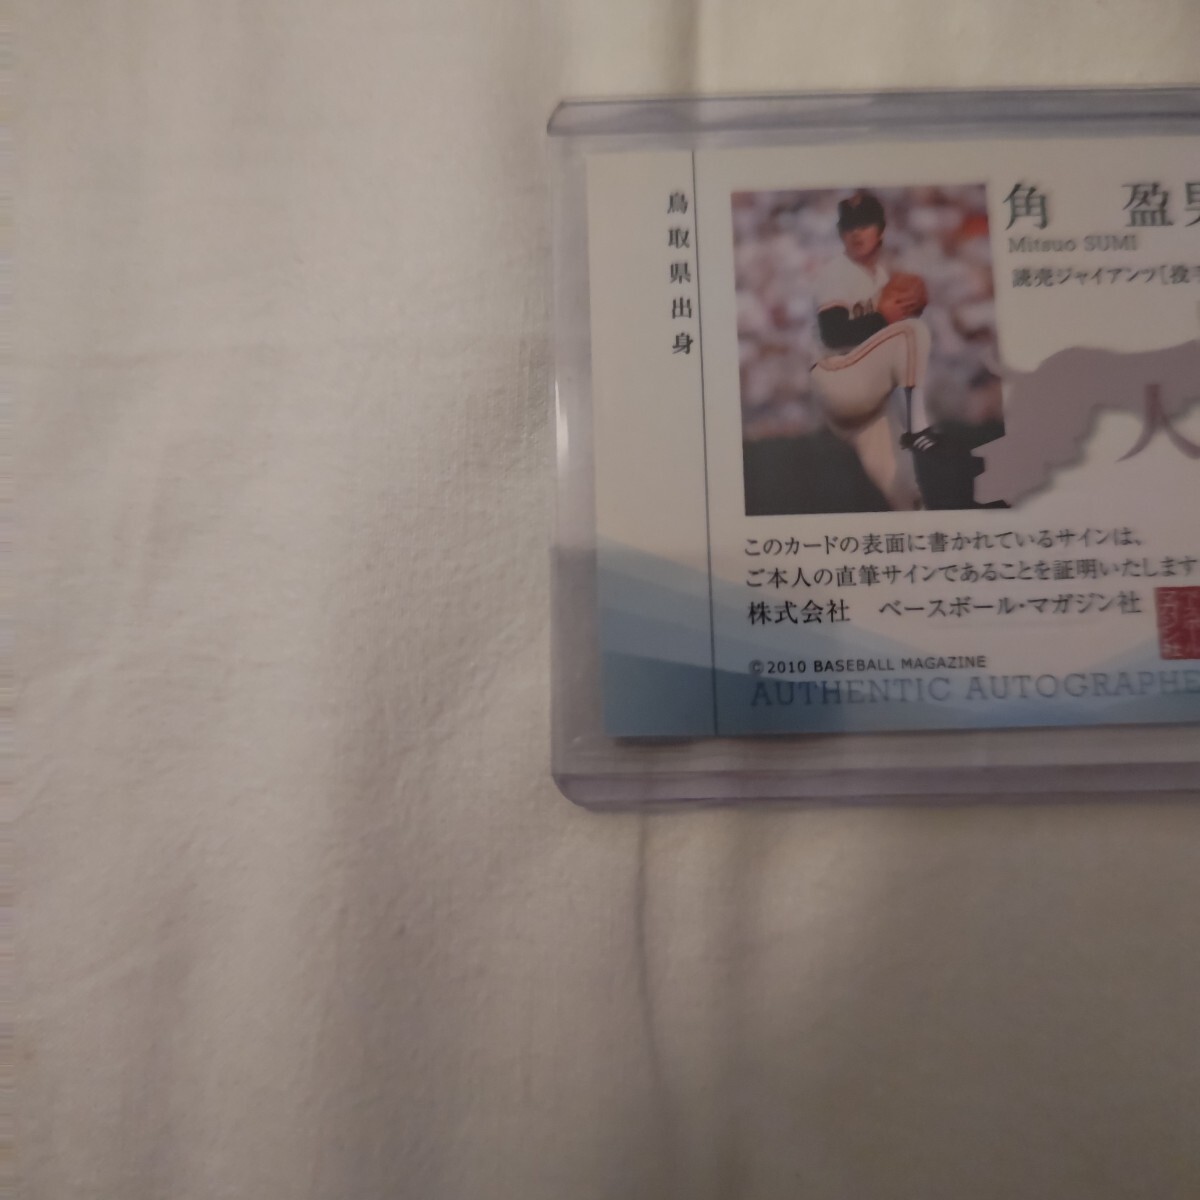 鳥取県出身
角 盈男
Mitsuo SUMI
読売ジャイアンツ[投手
人
このカードの表面に書かれているサインは、
ご本人の直筆サインであることを証明いたします
株式会社 ベースボール・マガジン社
©2010 BASEBALL MAGAZINE
AUTHENTIC AUTOGRAPHE